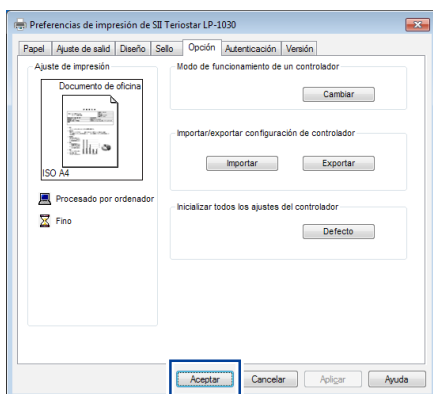 Preferencias de impresión de SII Teriostar LP-1030
Papel Ajuste de salid Diseño Sello Opción Autenticación Versión
Ajuste de impresión
Documento de oficina
ISO A4
Procesado por ordenador
Fino
Modo de funcionamiento de un controlador
Cambiar
Importar/exportar configuración de controlador
Importar Exportar
Inicializar todos los ajustes del controlador
Defecto
Aceptar Cancelar Aplicar Ayuda